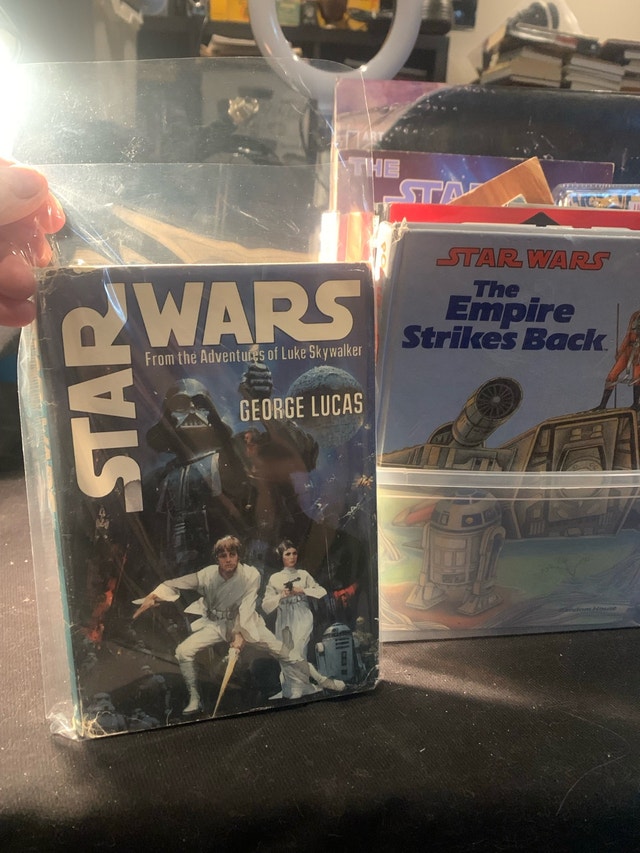 STAR WARS
From the Adventures of Luke Skywalker
GEORGE LUCAS
THE
STAR WARS
The
Empire
Strikes Back